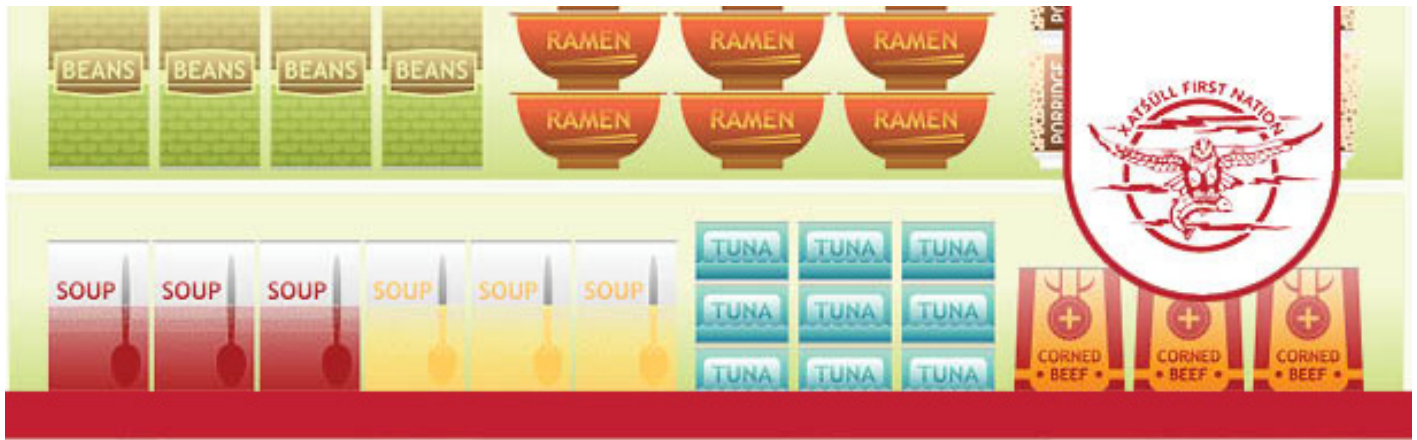 BEANS BEANS BEANS BEANS
RAMEN RAMEN RAMEN
RAMEN RAMEN RAMEN
PORRIDGE
XATŚŪLL FIRST NATION
SOUP SOUP SOUP SOUP SOUP SOUP
TUNA TUNA TUNA
TUNA TUNA TUNA
TUNA TUNA TUNA
CORNED CORNED CORNED
BEEF BEEF BEEF